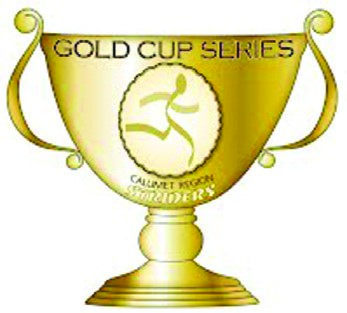 GOLD CUP SERIES
CALUMET REGION
STRIDERS